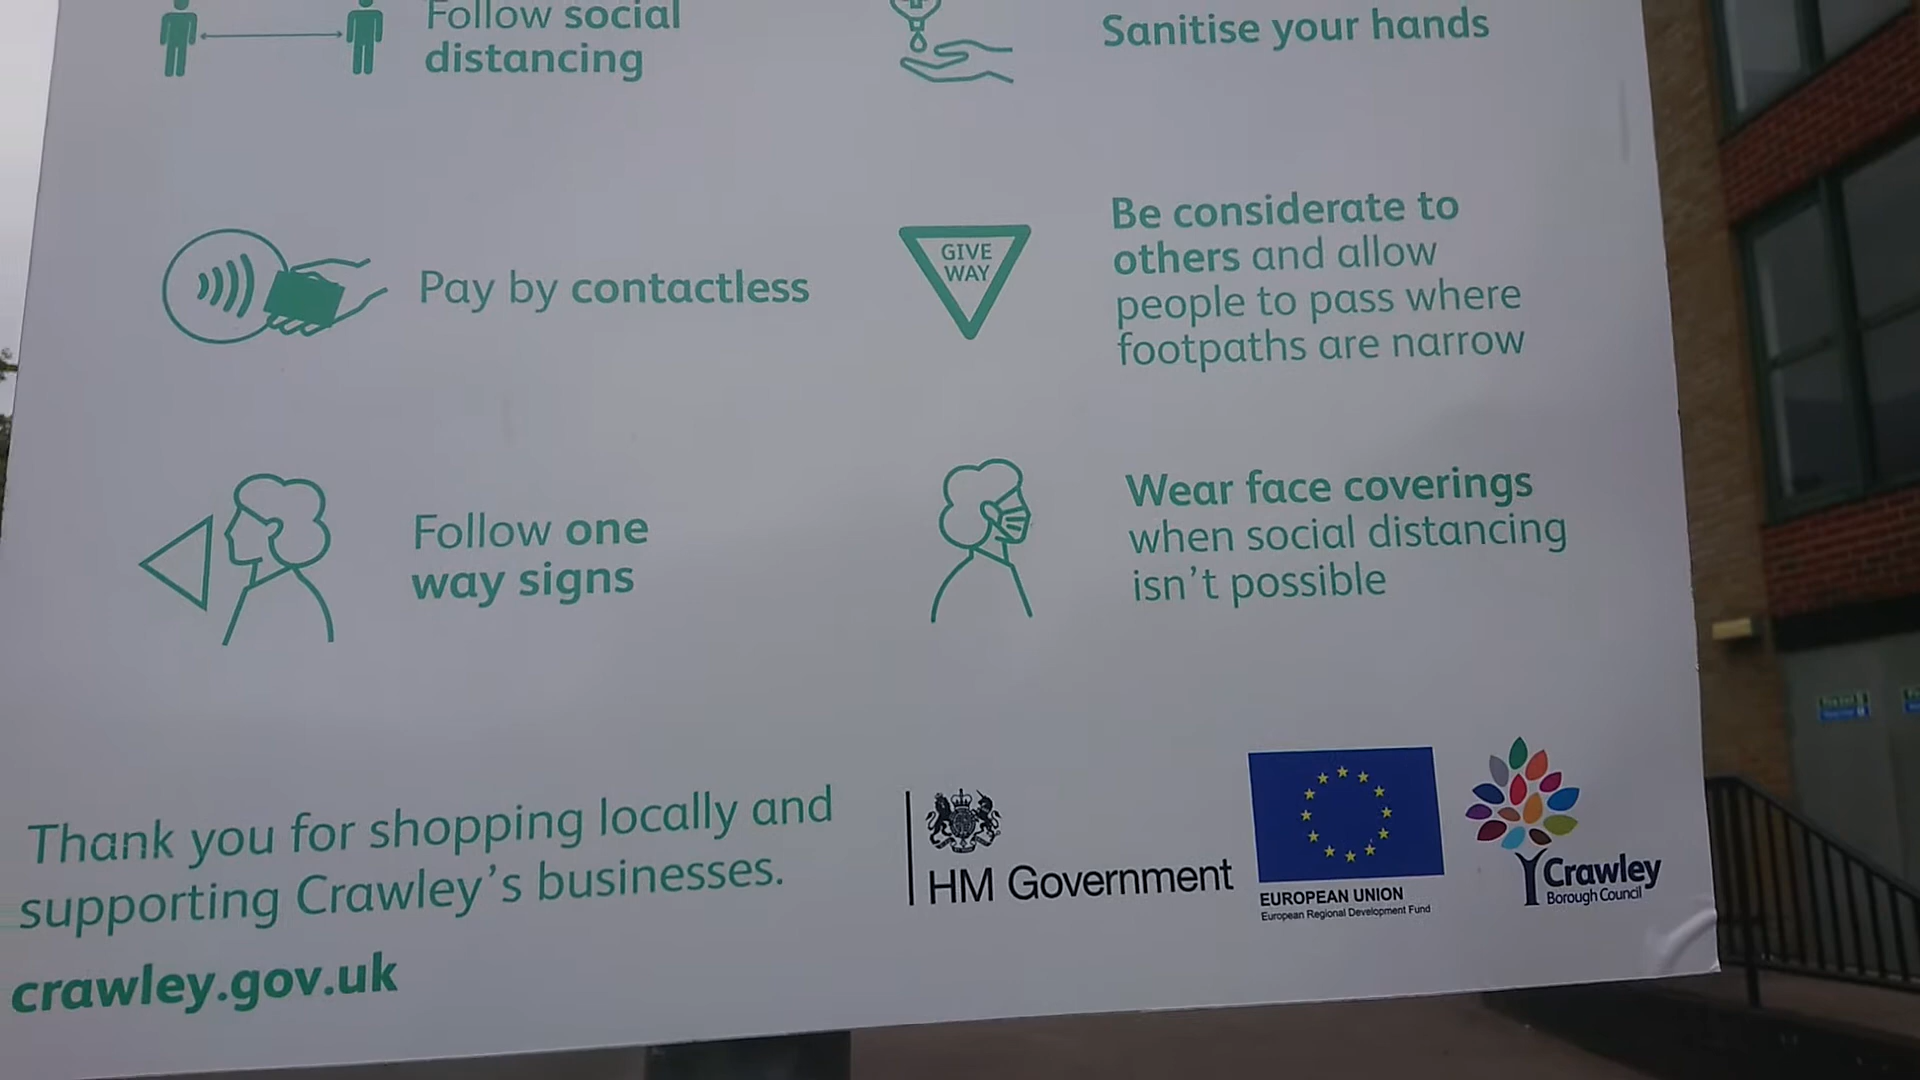 Follow social
distancing
Sanitise your hands
Pay by contactless
GIVE
WAY
Be considerate to
others and allow
people to pass where
footpaths are narrow
Follow one
way signs
Wear face coverings
when social distancing
isn't possible
Thank you for shopping locally and
supporting Crawley's businesses.
crawley.gov.uk
HM Government
EUROPEAN UNION
European Regional Development Fund
Crawley
Borough Council